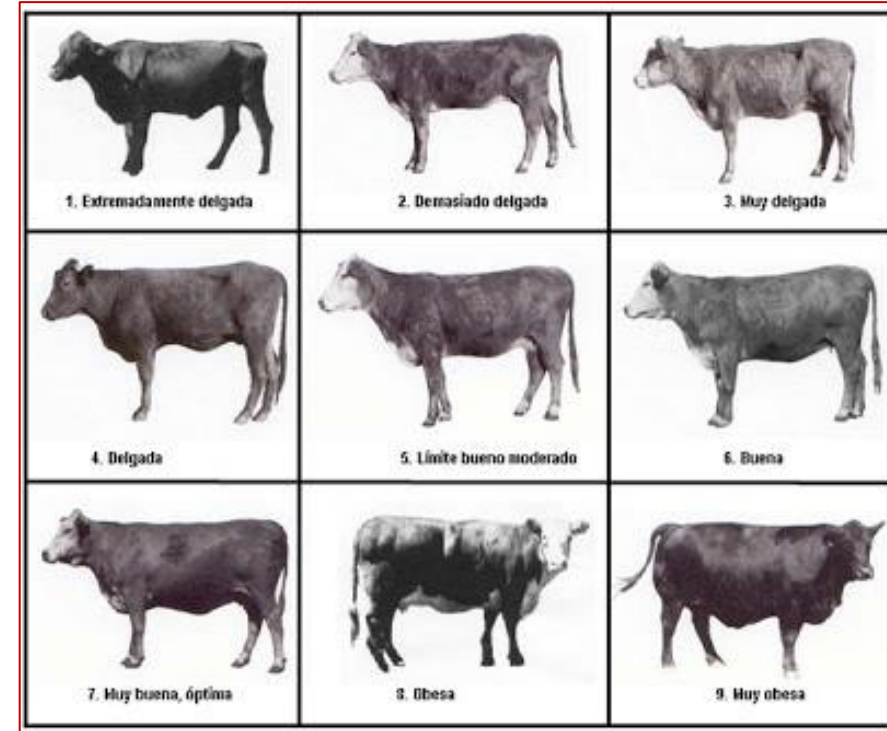 1. Extremadamente delgada
2. Demasiado delgada
3. Muy delgada
4. Delgada
5. Límite bueno moderado
6. Buena
7. Muy buena, óptima
8. Obesa
9. Muy obesa